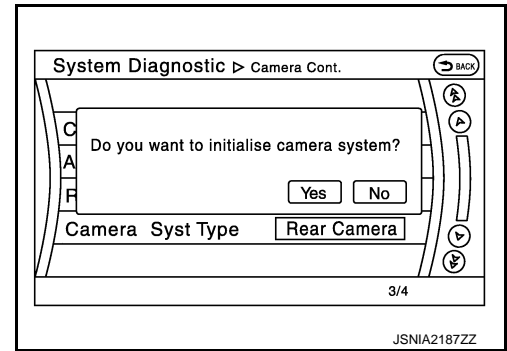 System Diagnostic ▷ Camera Cont.
BACK
Do you want to initialise camera system?
C
A
R
Yes No
Camera Syst Type Rear Camera
3/4
JSNIA2187ZZ